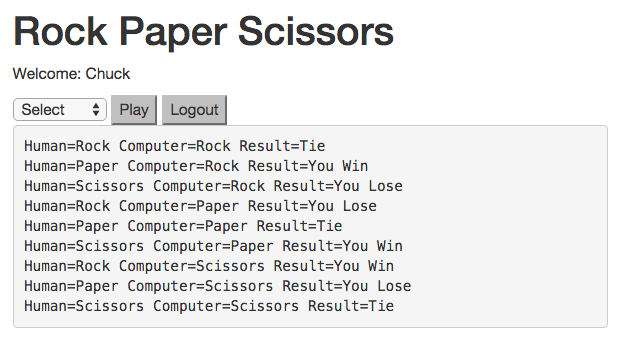 Rock Paper Scissors
Welcome: Chuck
Select Play Logout
Human=Rock Computer=Rock Result=Tie
Human=Paper Computer=Rock Result=You Win
Human=Scissors Computer=Rock Result=You Lose
Human=Rock Computer=Paper Result=You Lose
Human=Paper Computer=Paper Result=Tie
Human=Scissors Computer=Paper Result=You Win
Human=Rock Computer=Scissors Result=You Win
Human=Paper Computer=Scissors Result=You Lose
Human=Scissors Computer=Scissors Result=Tie